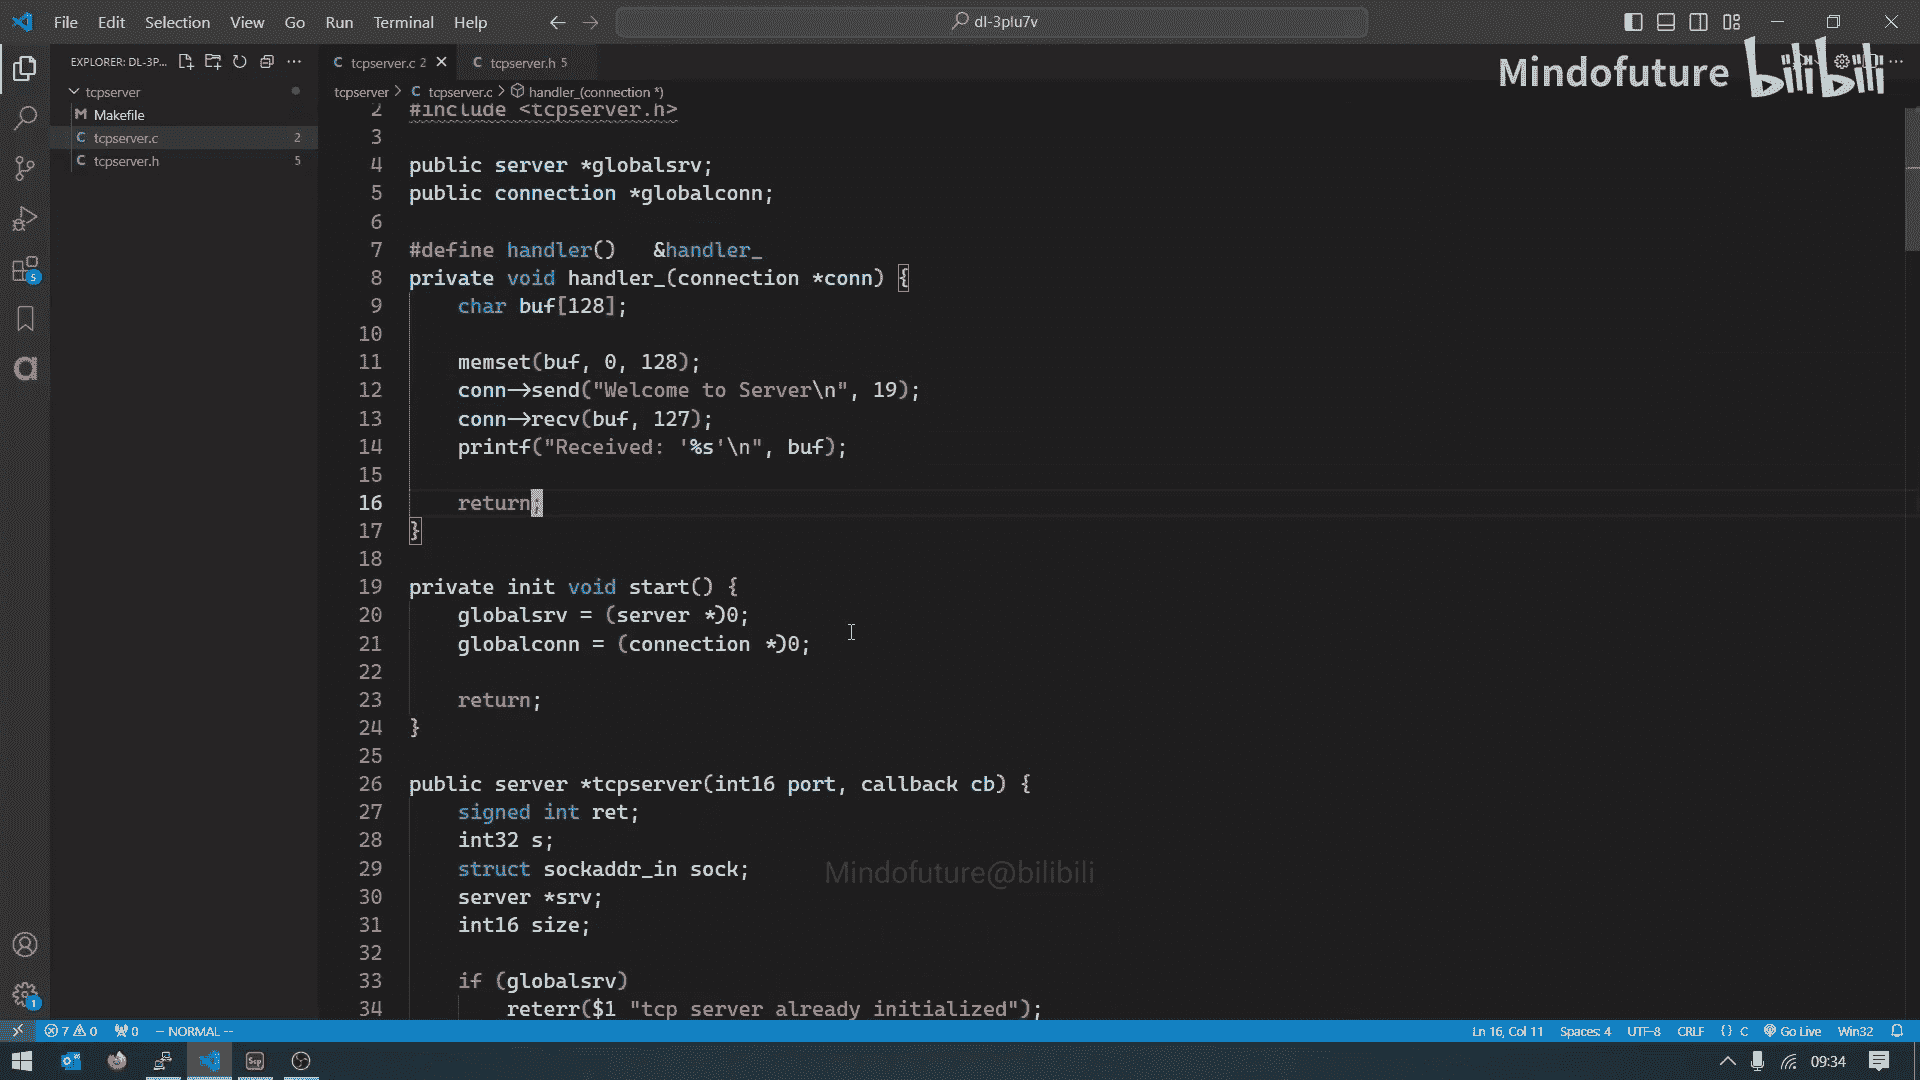 File Edit Selection View Go Run Terminal Help
dl-3plu7v
EXPLORER: DL-3P...
tcpserver.c 2
tcpserver.h 5
Mindofuture bilibili
tcpserver
Makefile
tcpserver.c 2
tcpserver.h 5
tcpserver > C tcpserver.c > handler_(connection *)
2 #include <tcpserver.h>
3
4 public server *globalsrv;
5 public connection *globalconn;
6
7 #define handler() &handler_
8 private void handler_(connection *conn) {
9 char buf[128];
10
11 memset(buf, 0, 128);
12 conn->send("Welcome to Server\n", 19);
13 conn->recv(buf, 127);
14 printf("Received: '%s'\n", buf);
15
16 return;
17 }
18
19 private init void start() {
20 globalsrv = (server *)0;
21 globalconn = (connection *)0;
22
23 return;
24 }
25
26 public server *tcpserver(int16 port, callback cb) {
27 signed int ret;
28 int32 s;
29 struct sockaddr_in sock;
30 server *srv;
31 int16 size;
32
33 if (globalsrv)
34 reterr($1 "tcp server already initialized");
Mindofuture@bilibili
5
1
7 0 0 -- NORMAL --
Ln 16, Col 11 Spaces: 4 UTF-8 CRLF {} C Go Live Win32
09:34